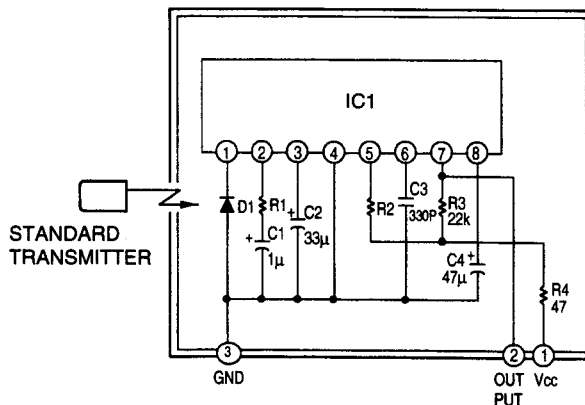 IC1
1 2 3 4 5 6 7 8
D1
R1
C1
1μ
+
C2
33μ
+
R2
C3
330P
R3
22k
C4
47μ
+
R4
47
STANDARD
TRANSMITTER
3
GND
2
OUT
PUT
1
Vcc